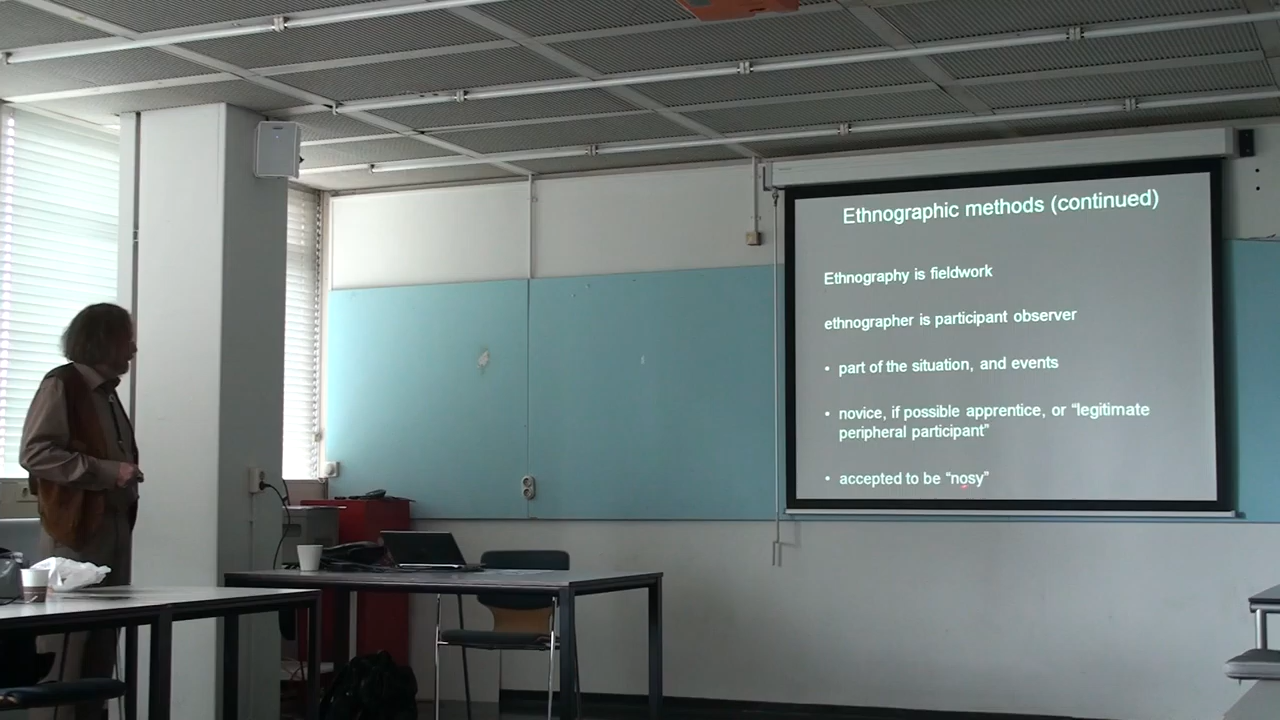 Ethnographic methods (continued)
Ethnography is fieldwork
ethnographer is participant observer
• part of the situation, and events
• novice, if possible apprentice, or “legitimate
peripheral participant”
• accepted to be “nosy”